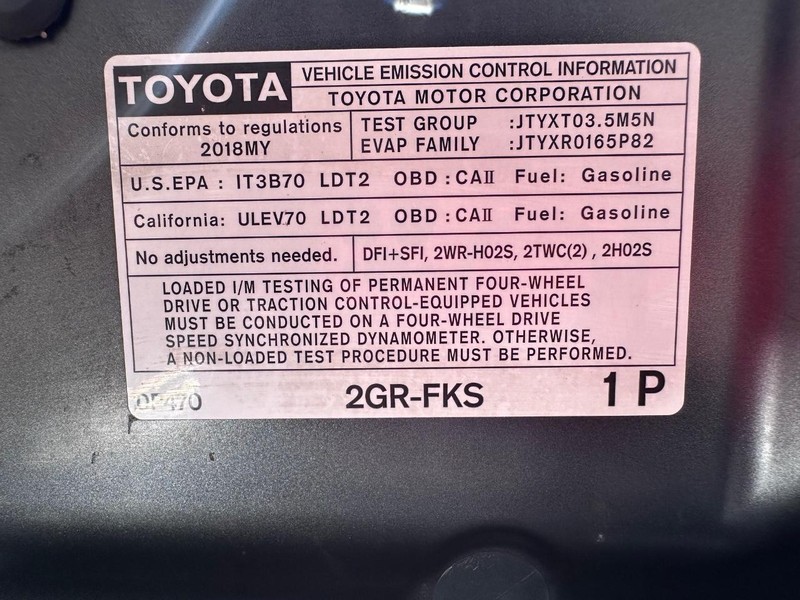 TOYOTA VEHICLE EMISSION CONTROL INFORMATION
TOYOTA MOTOR CORPORATION
Conforms to regulations
2018MY
TEST GROUP :JTYXT03.5M5N
EVAP FAMILY :JTYXR0165P82
U.S.EPA : IT3B70 LDT2 OBD : CAII Fuel: Gasoline
California: ULEV70 LDT2 OBD : CAII Fuel: Gasoline
No adjustments needed. DFI+SFI, 2WR-HO2S, 2TWC(2) , 2HO2S
LOADED I/M TESTING OF PERMANENT FOUR-WHEEL
DRIVE OR TRACTION CONTROL-EQUIPPED VEHICLES
MUST BE CONDUCTED ON A FOUR-WHEEL DRIVE
SPEED SYNCHRONIZED DYNAMOMETER. OTHERWISE,
A NON-LOADED TEST PROCEDURE MUST BE PERFORMED.
2GR-FKS 1 P